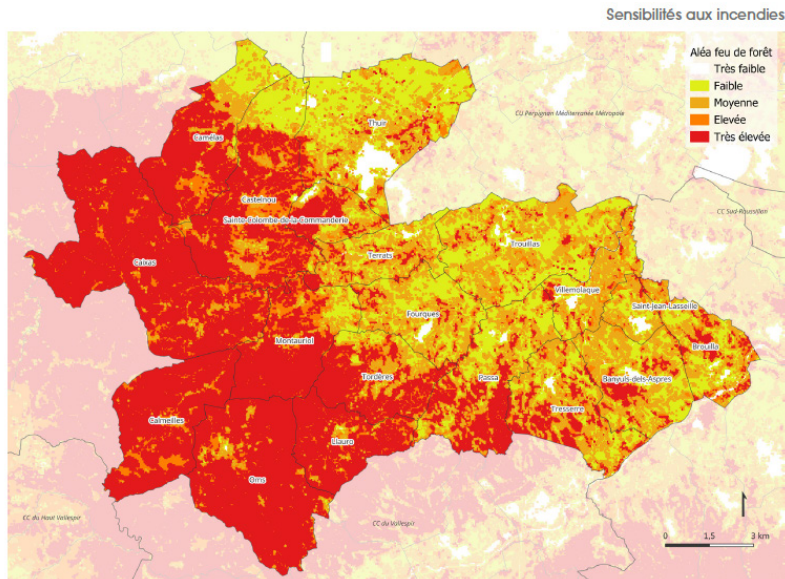 Sensibilités aux incendies
Aléa feu de forêt
Très faible
Faible
Moyenne
Elevée
Très élevée
CU Perpignan Méditerranée Métropole
Thuir
Camélas
CC Sud-Roussillon
Castelnou
Sainte-Colombe-de-la-Commanderie
Trouillas
Terrats
Caixas
Villemolaque
Saint-Jean-Lasseille
Fourques
Montauriol
Brouilla
Tordères
Passa
Banyuls-dels-Aspres
Tresserre
Calmeilles
Llauro
Oms
CC du Haut Vallespir
CC du Vallespir
0 1,5 3 km